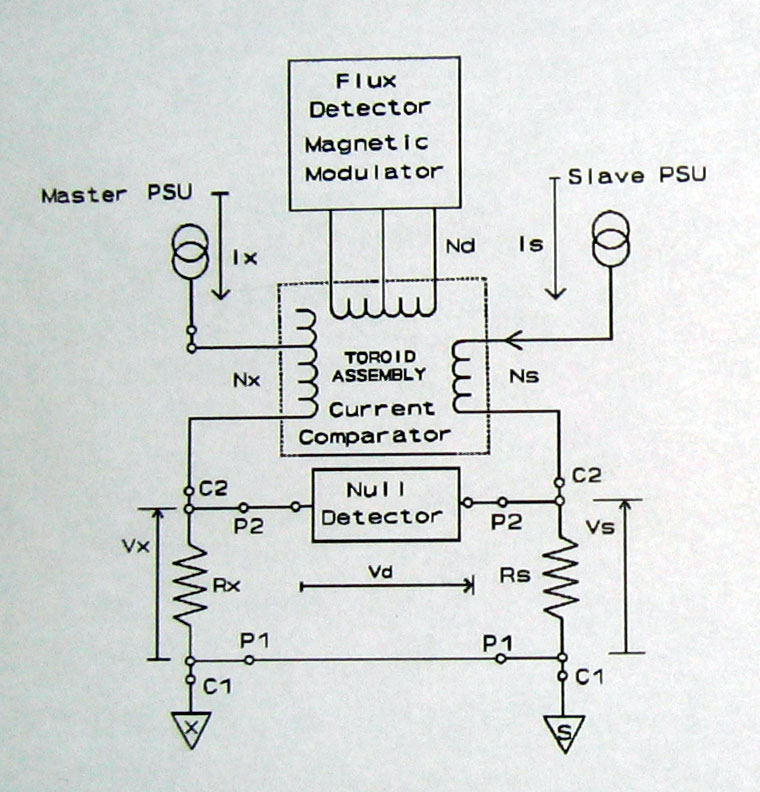 Flux
Detector
Magnetic
Modulator
Master PSU
Slave PSU
Ix
Nd
Is
Nx
TOROID
ASSEMBLY
Ns
Current
Comparator
C2
C2
P2
Null
Detector
P2
Vx
Vs
Vd
Rx
Rs
P1
P1
C1
C1
X
S